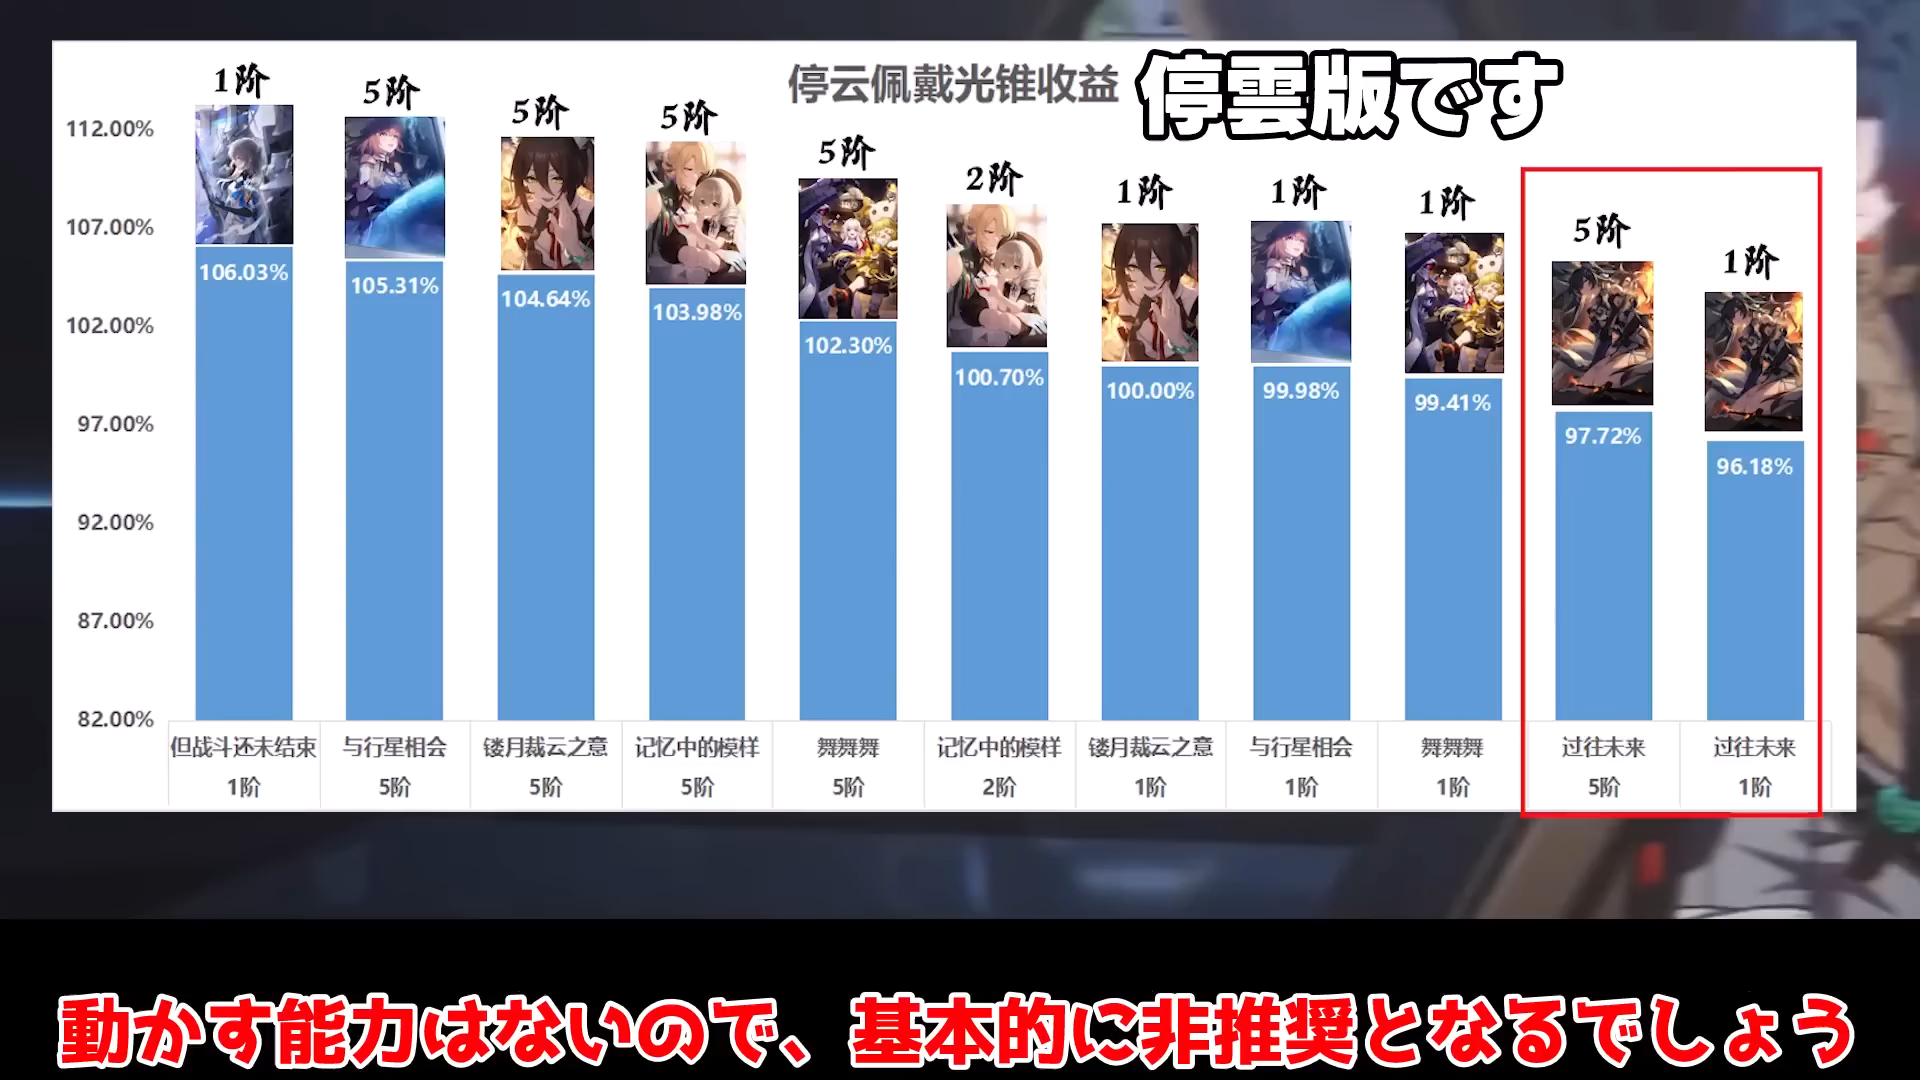 停云佩戴光锥收益
停雲版です
1阶
5阶
5阶
5阶
5阶
2阶
1阶
1阶
1阶
5阶
1阶
112.00%
107.00%
102.00%
97.00%
92.00%
87.00%
82.00%
106.03%
105.31%
104.64%
103.98%
102.30%
100.70%
100.00%
99.98%
99.41%
97.72%
96.18%
但战斗还未结束
1阶
与行星相会
5阶
镂月裁云之意
5阶
记忆中的模样
5阶
舞舞舞
5阶
记忆中的模样
2阶
镂月裁云之意
1阶
与行星相会
1阶
舞舞舞
1阶
过往未来
5阶
过往未来
1阶
動かす能力はないので、基本的に非推奨となるでしょう